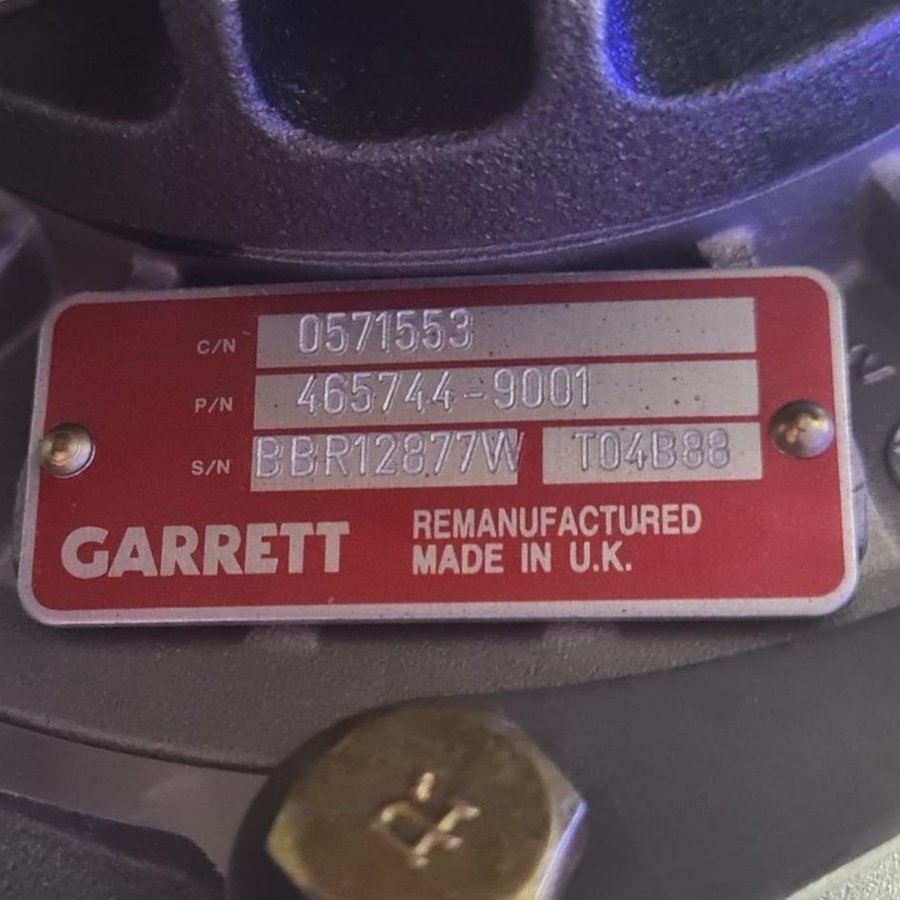 C/N 0571553
P/N 465744-9001
S/N BBR12877W T04B88
GARRETT REMANUFACTURED
MADE IN U.K.